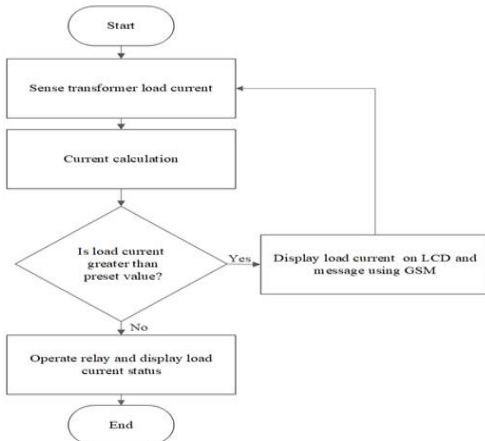 Start
Sense transformer load current
Current calculation
Is load current
greater than
preset value?
Yes
Display load current on LCD and
message using GSM
No
Operate relay and display load
current status
End